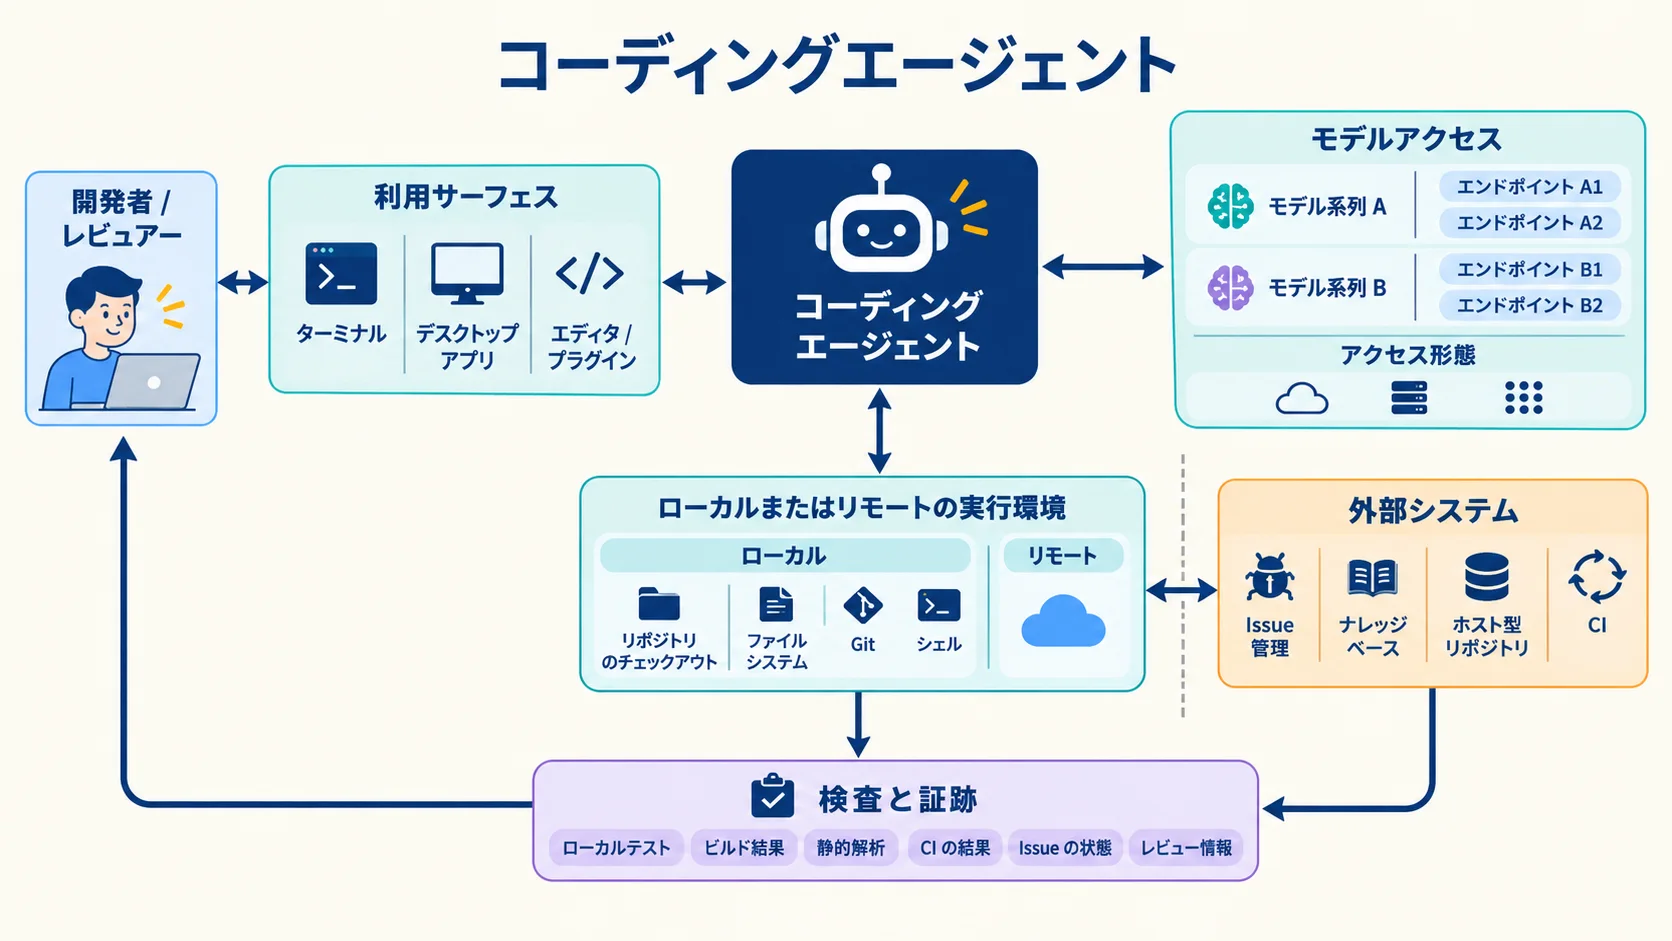 コーディングエージェント
開発者 /
レビュアー
利用サーフェス
ターミナル
デスクトップ
アプリ
エディタ /
プラグイン
コーディング
エージェント
モデルアクセス
モデル系列 A
エンドポイント A1
エンドポイント A2
モデル系列 B
エンドポイント B1
エンドポイント B2
アクセス形態
ローカルまたはリモートの実行環境
ローカル
リポジトリ
のチェックアウト
ファイル
システム
Git
シェル
リモート
外部システム
Issue
管理
ナレッジ
ベース
ホスト型
リポジトリ
CI
検査と証跡
ローカルテスト
ビルド結果
静的解析
CI の結果
Issue の状態
レビュー情報